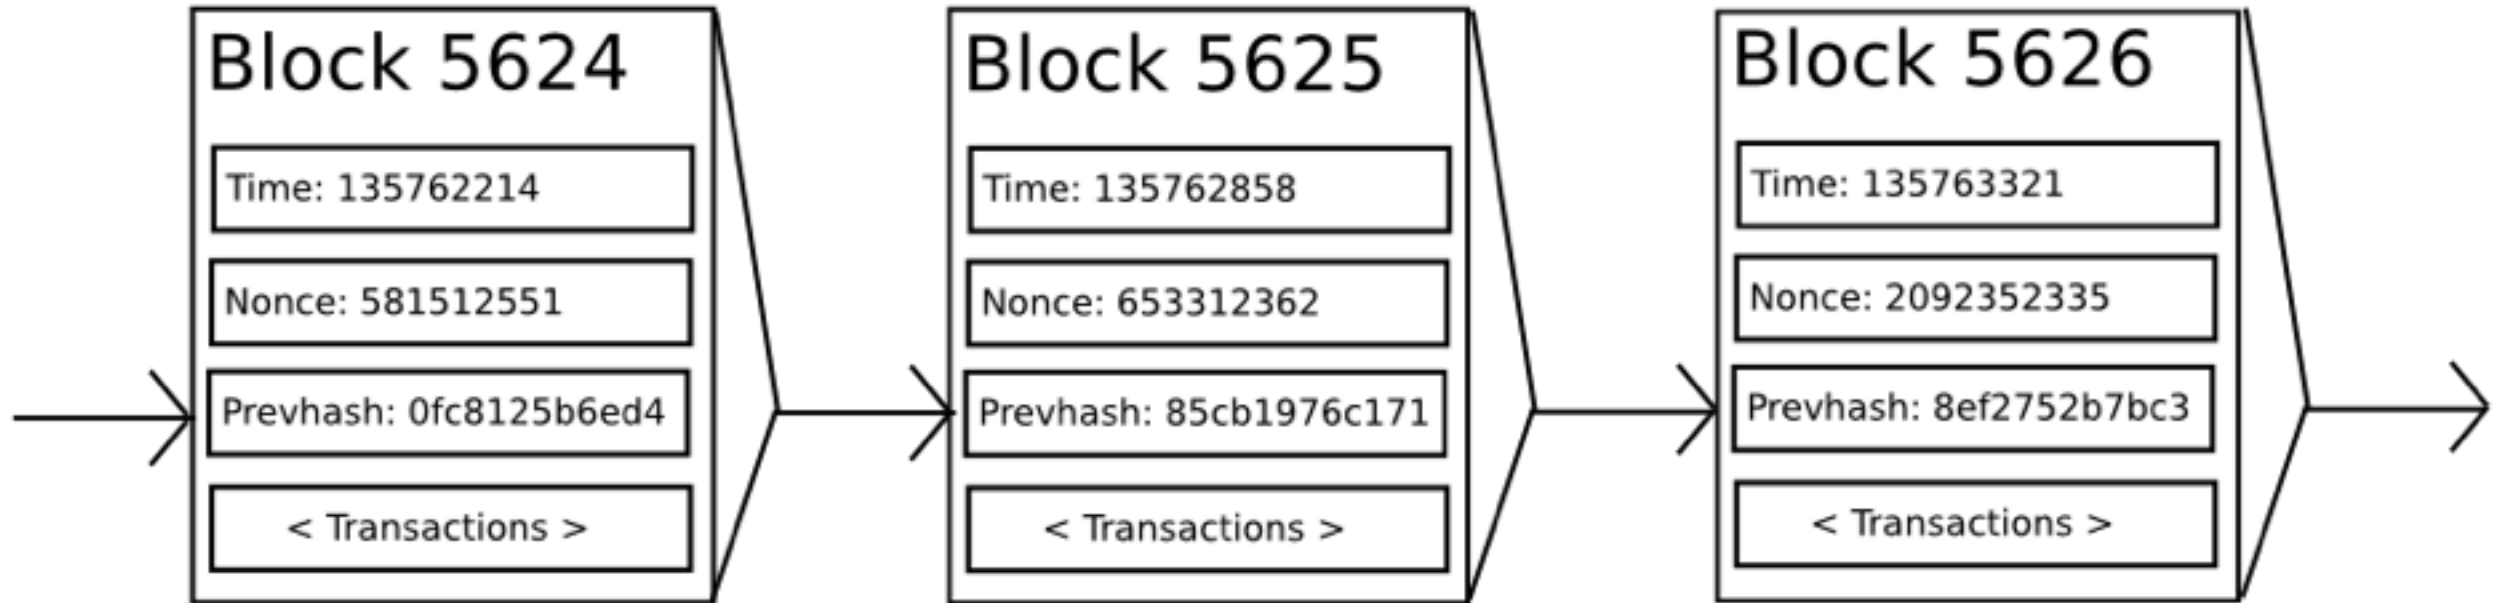 Block 5624
Time: 135762214
Nonce: 581512551
Prevhash: 0fc8125b6ed4
< Transactions >
Block 5625
Time: 135762858
Nonce: 653312362
Prevhash: 85cb1976c171
< Transactions >
Block 5626
Time: 135763321
Nonce: 2092352335
Prevhash: 8ef2752b7bc3
< Transactions >